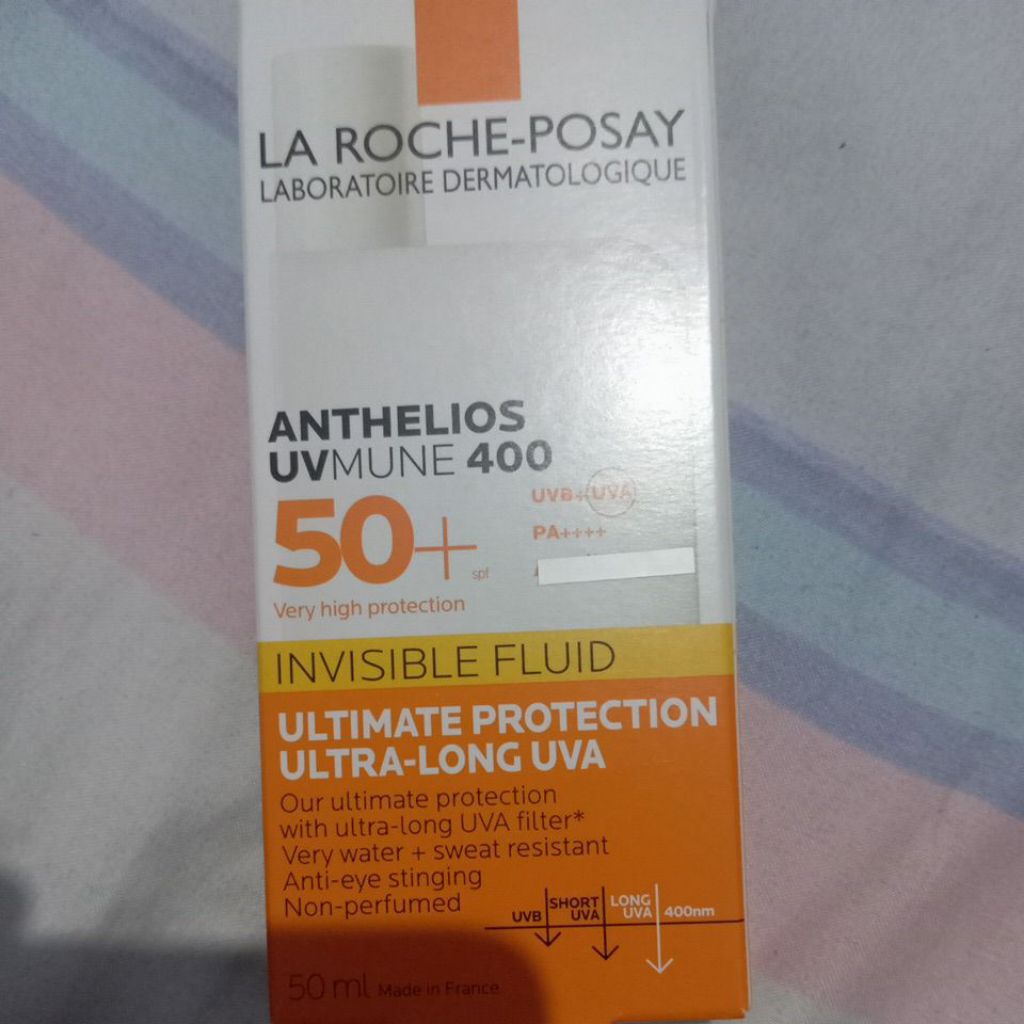 LA ROCHE-POSAY
LABORATOIRE DERMATOLOGIQUE
ANTHELIOS
UVMUNE 400
50+ spf
UVB+UVA
PA++++
Very high protection
INVISIBLE FLUID
ULTIMATE PROTECTION
ULTRA-LONG UVA
Our ultimate protection
with ultra-long UVA filter*
Very water + sweat resistant
Anti-eye stinging
Non-perfumed
UVB
SHORT UVA
LONG UVA
400nm
50 ml Made in France